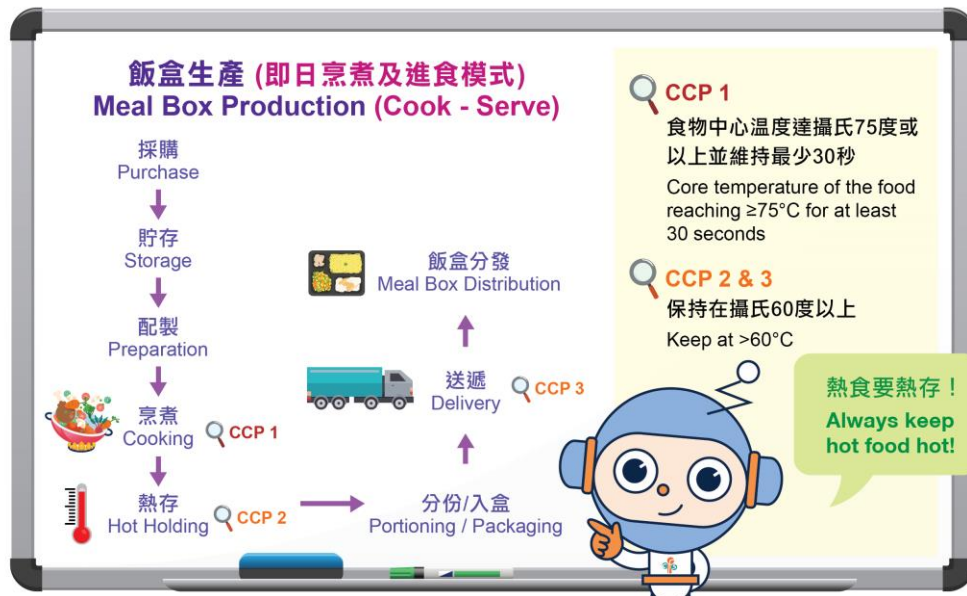 飯盒生產 (即日烹煮及進食模式)
Meal Box Production (Cook - Serve)
採購
Purchase
貯存
Storage
配製
Preparation
烹煮
Cooking
CCP 1
熱存
Hot Holding
CCP 2
分份/入盒
Portioning / Packaging
送遞
Delivery
CCP 3
飯盒分發
Meal Box Distribution
CCP 1
食物中心温度達攝氏75度或
以上並維持最少30秒
Core temperature of the food
reaching ≥75°C for at least
30 seconds
CCP 2 & 3
保持在攝氏60度以上
Keep at >60°C
熱食要熱存！
Always keep
hot food hot!